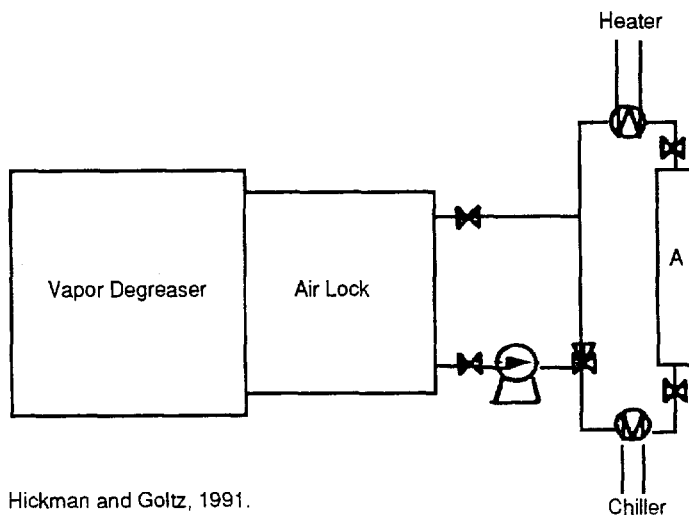 Heater
Vapor Degreaser
Air Lock
A
Hickman and Goltz, 1991.
Chiller